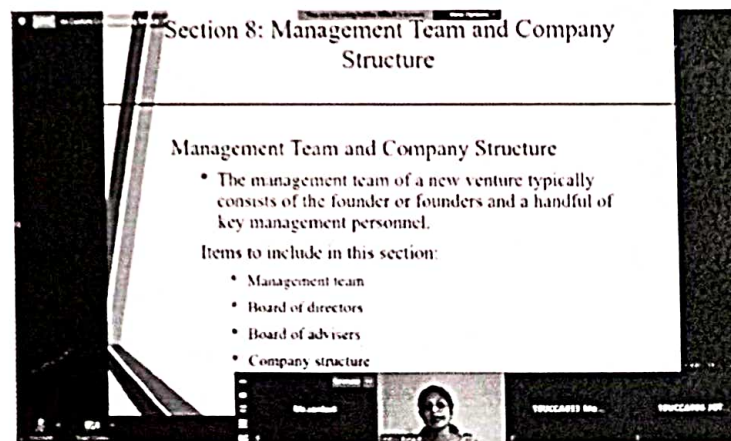 Section 8: Management Team and Company
Structure
Management Team and Company Structure
• The management team of a new venture typically
consists of the founder or founders and a handful of
key management personnel.
Items to include in this section:
• Management team
• Board of directors
• Board of advisers
• Company structure